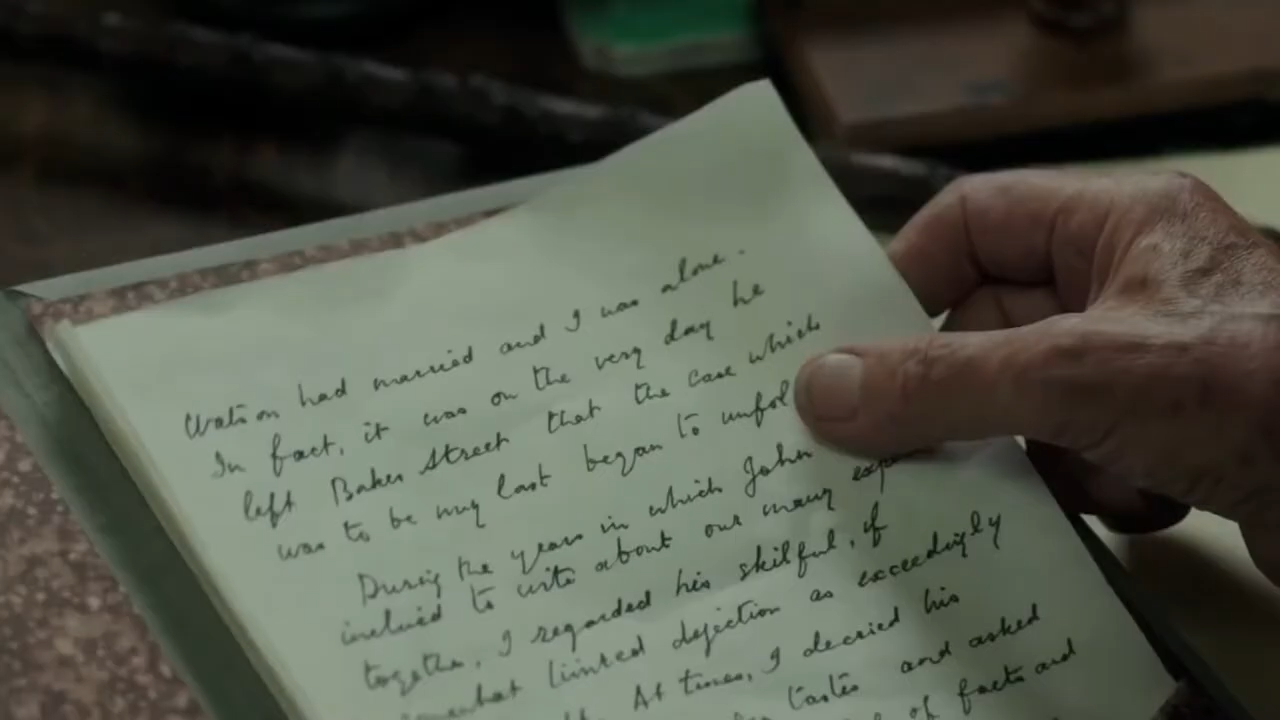 Watson had married and I was alone.
In fact, it was on the very day he
left Baker Street that the case which
was to be my last began to unfol
During the years in which John
inclined to write about our many
together, I regarded his skilful, if
somewhat limited dejection as exceedingly
At times, I decried his
tastes and asked
of facts and